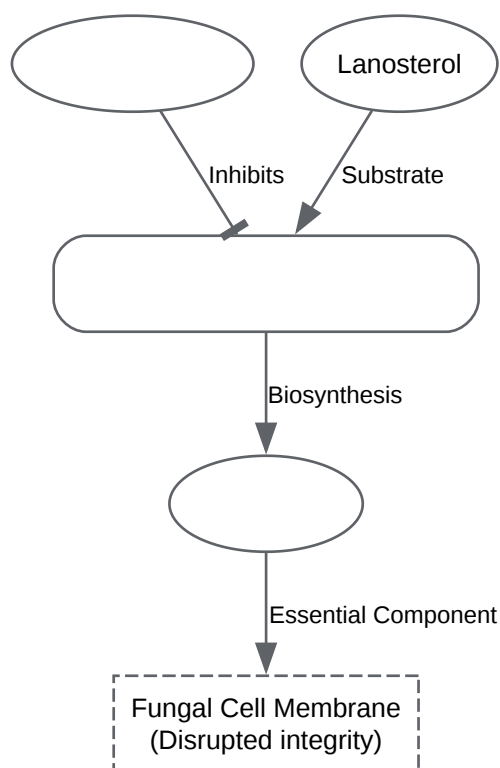 Lanosterol
Inhibits
Substrate
Biosynthesis
Essential Component
Fungal Cell Membrane
(Disrupted integrity)